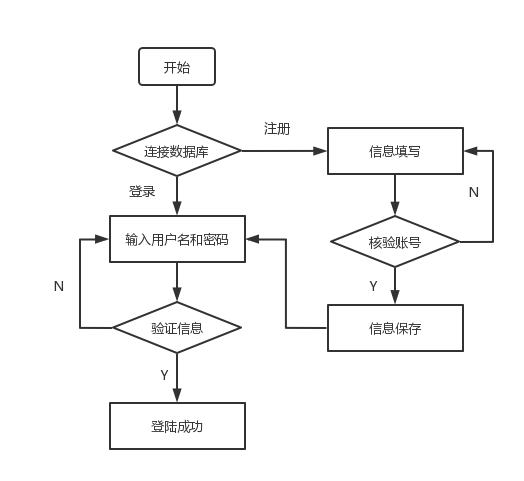 开始
注册
连接数据库
信息填写
登录
N
输入用户名和密码
核验账号
N
Y
验证信息
信息保存
Y
登陆成功